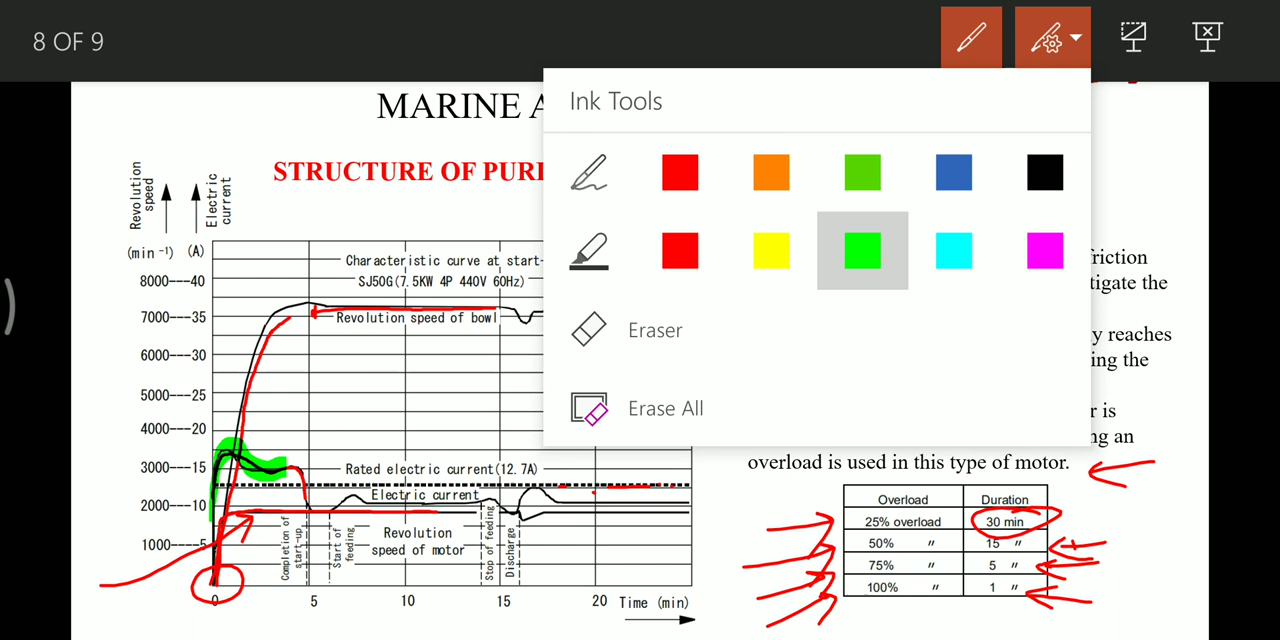 8 OF 9
Ink Tools
Eraser
Erase All
MARINE A
STRUCTURE OF PURI
Revolution speed
Electric current
(min⁻¹) (A)
8000---40
7000---35
6000---30
5000---25
4000---20
3000---15
2000---10
1000---5
Characteristic curve at start-
SJ50G(7.5KW 4P 440V 60Hz)
Revolution speed of bowl
Rated electric current(12.7A)
Electric current
Revolution speed of motor
Completion of start-up
Start of feeding
Stop of feeding
Discharge
0 5 10 15 20 Time (min)
friction
tigate the
y reaches
ing the
r is
ng an
overload is used in this type of motor.
Overload Duration
25% overload 30 min
50% 〃 15 〃
75% 〃 5 〃
100% 〃 1 〃